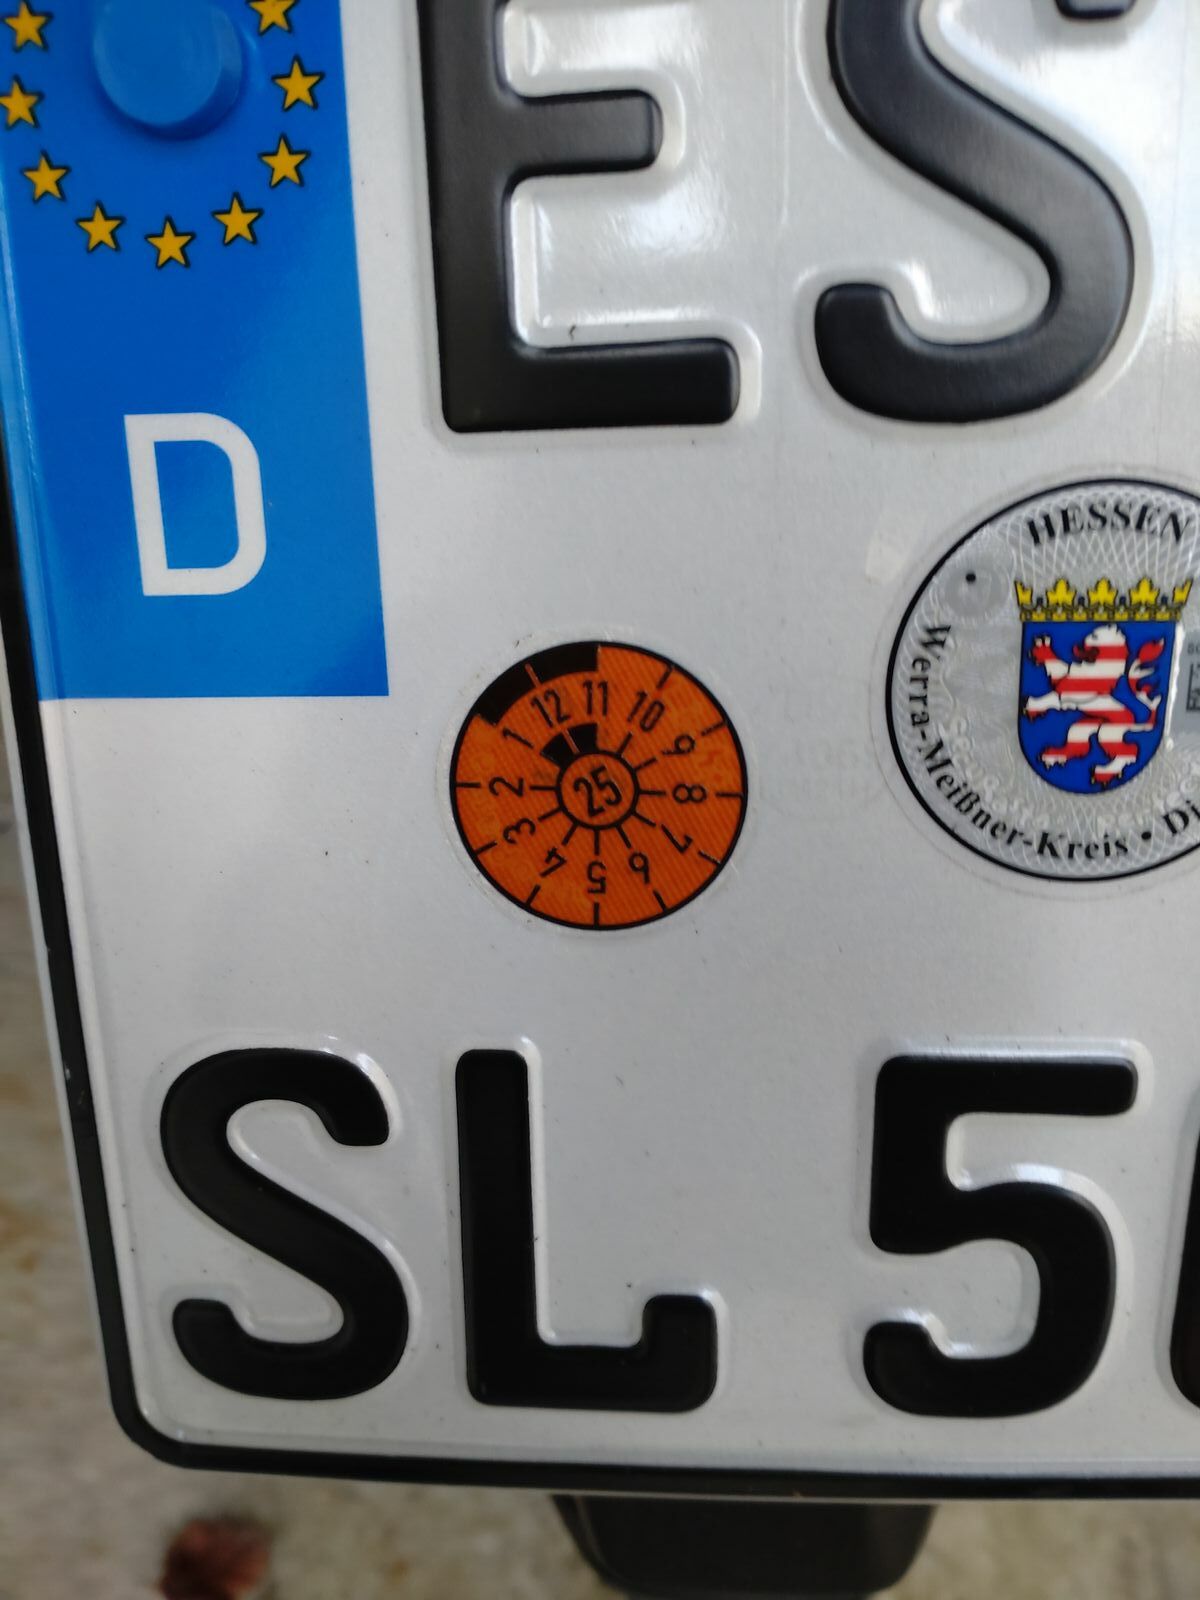 ES
D
HESSEN
Werra-Meißner-Kreis •
12 11 10 9 8 7 6 5 4 3 2 1
25
SL 5